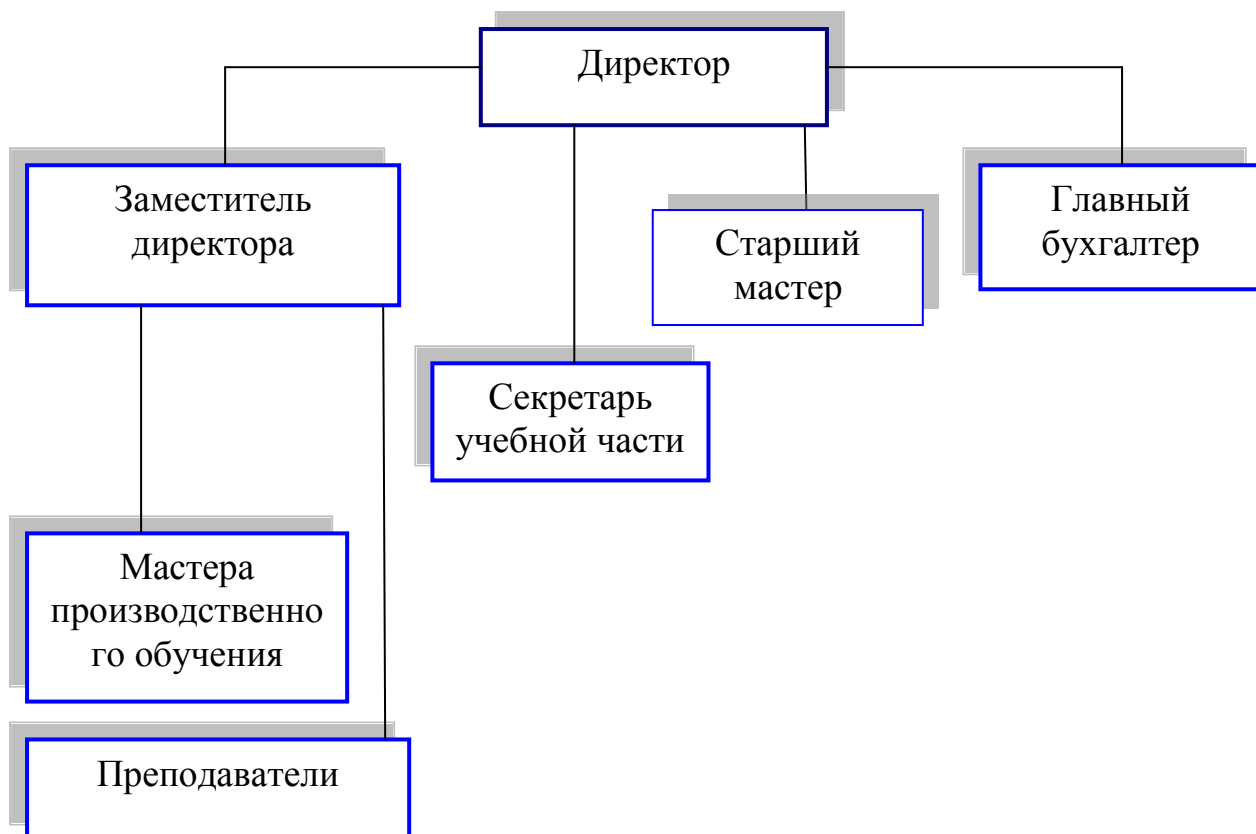 Директор
Заместитель
директора
Старший
мастер
Главный
бухгалтер
Секретарь
учебной части
Мастера
производственно
го обучения
Преподаватели